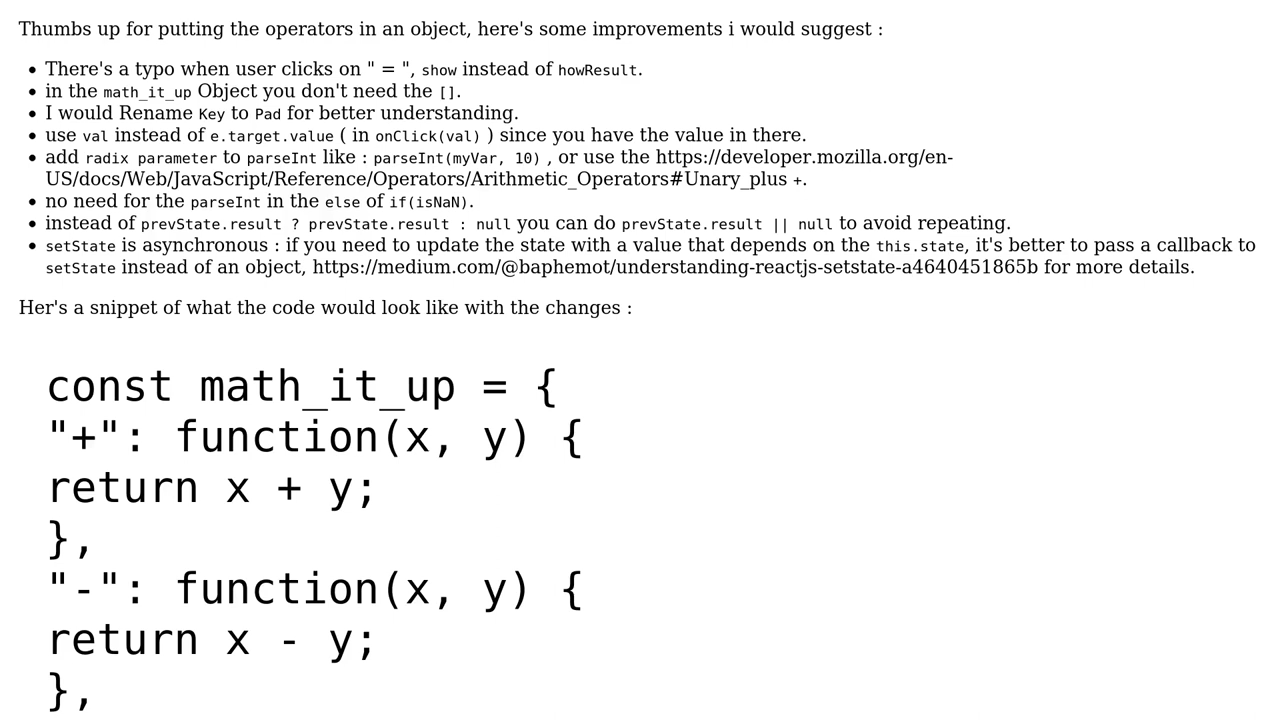 Thumbs up for putting the operators in an object, here's some improvements i would suggest :
• There's a typo when user clicks on " = ", show instead of howResult.
• in the math_it_up Object you don't need the [].
• I would Rename Key to Pad for better understanding.
• use val instead of e.target.value ( in onClick(val) ) since you have the value in there.
• add radix parameter to parseInt like : parseInt(myVar, 10) , or use the https://developer.mozilla.org/en-
US/docs/Web/JavaScript/Reference/Operators/Arithmetic_Operators#Unary_plus +.
• no need for the parseInt in the else of if(isNaN).
• instead of prevState.result ? prevState.result : null you can do prevState.result || null to avoid repeating.
• setState is asynchronous : if you need to update the state with a value that depends on the this.state, it's better to pass a callback to
setState instead of an object, https://medium.com/@baphemot/understanding-reactjs-setstate-a4640451865b for more details.
Her's a snippet of what the code would look like with the changes :
const math_it_up = {
"+": function(x, y) {
return x + y;
},
"-": function(x, y) {
return x - y;
},